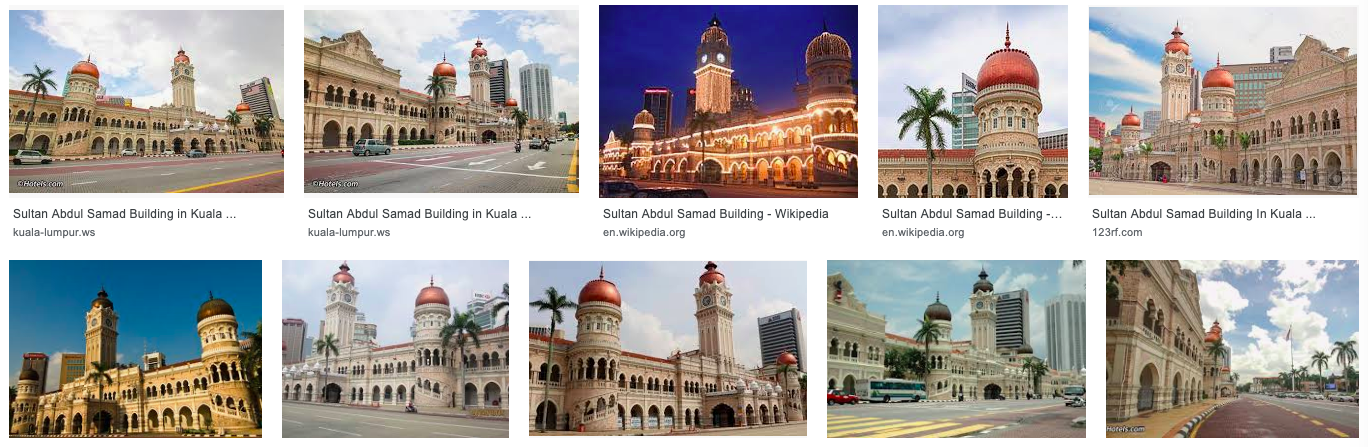 ©Hotels.com
©Hotels.com
Sultan Abdul Samad Building in Kuala ...
Sultan Abdul Samad Building in Kuala ...
Sultan Abdul Samad Building - Wikipedia
Sultan Abdul Samad Building -...
Sultan Abdul Samad Building In Kuala ...
kuala-lumpur.ws
kuala-lumpur.ws
en.wikipedia.org
en.wikipedia.org
123rf.com
Hotels.com